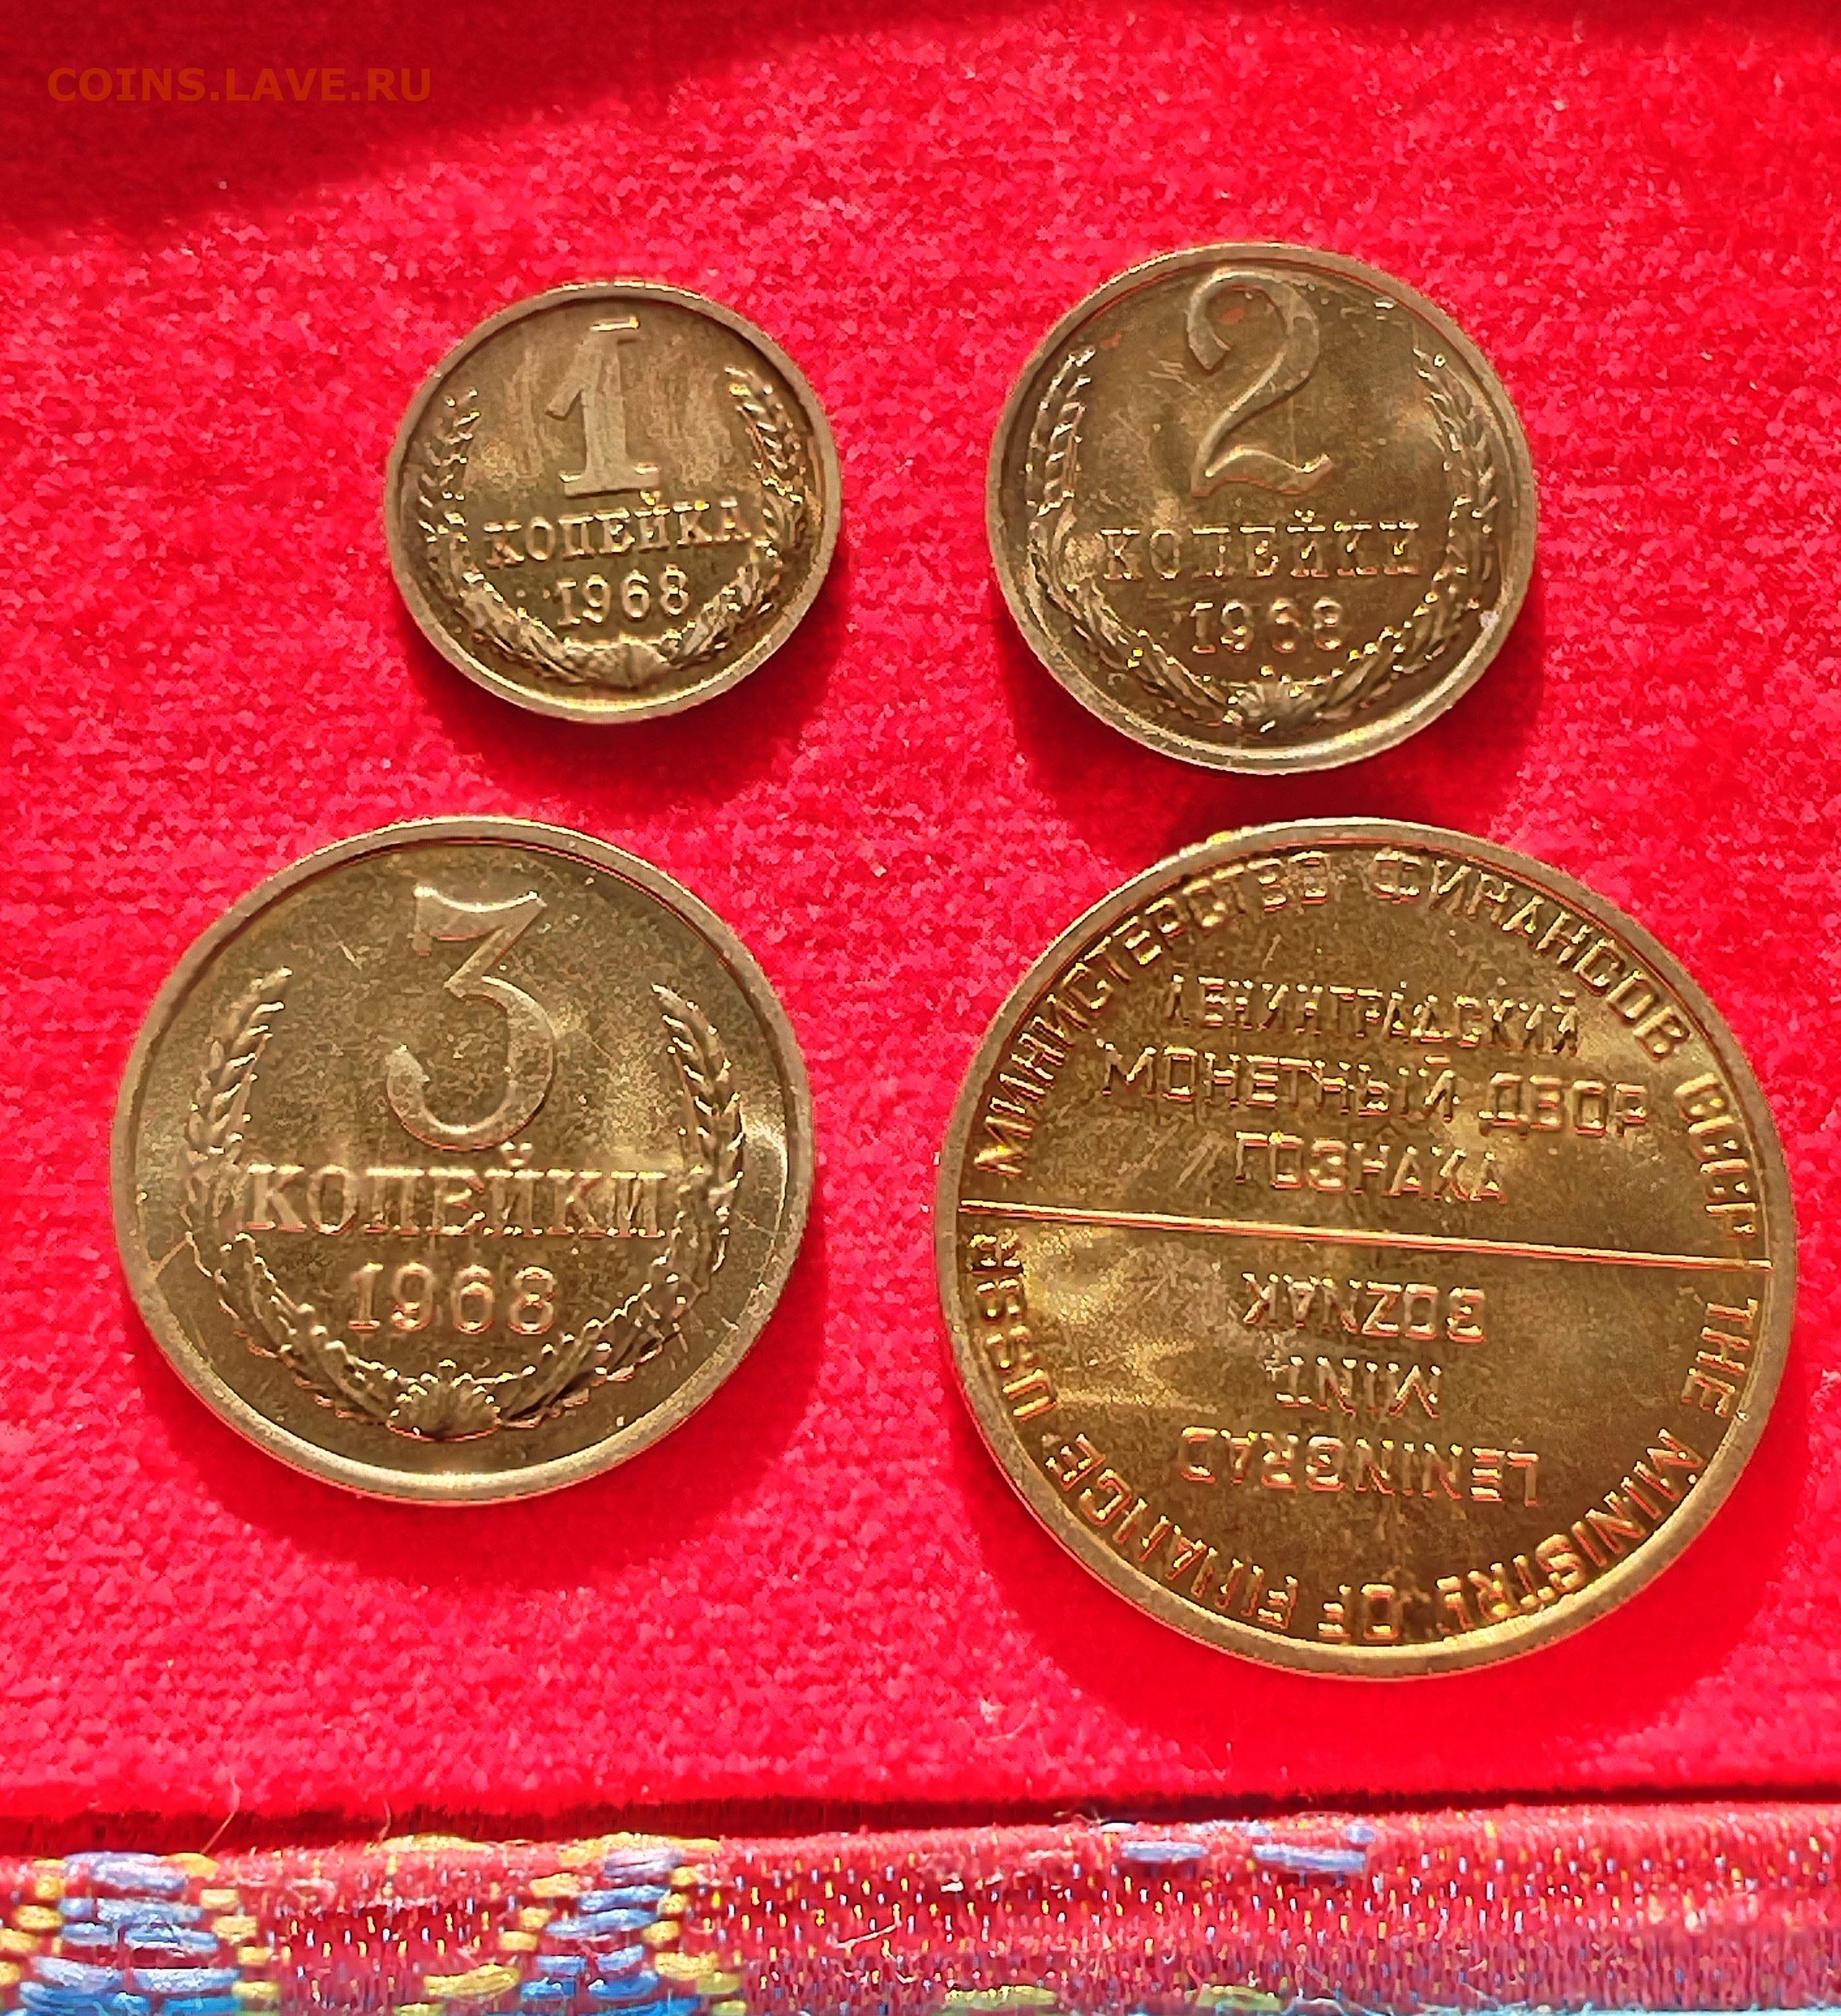 COINS.LAVE.RU
1
КОПЕЙКА
1968
2
КОПЕЙКИ
1968
3
КОПЕЙКИ
1968
МИНИСТЕРСТВО ФИНАНСОВ СССР
ЛЕНИНГРАДСКИЙ
МОНЕТНЫЙ ДВОР
ГОЗНАКА
THE MINISTRE OF FINANCE USSR
LENINGRAD
MINT
GOZNAK